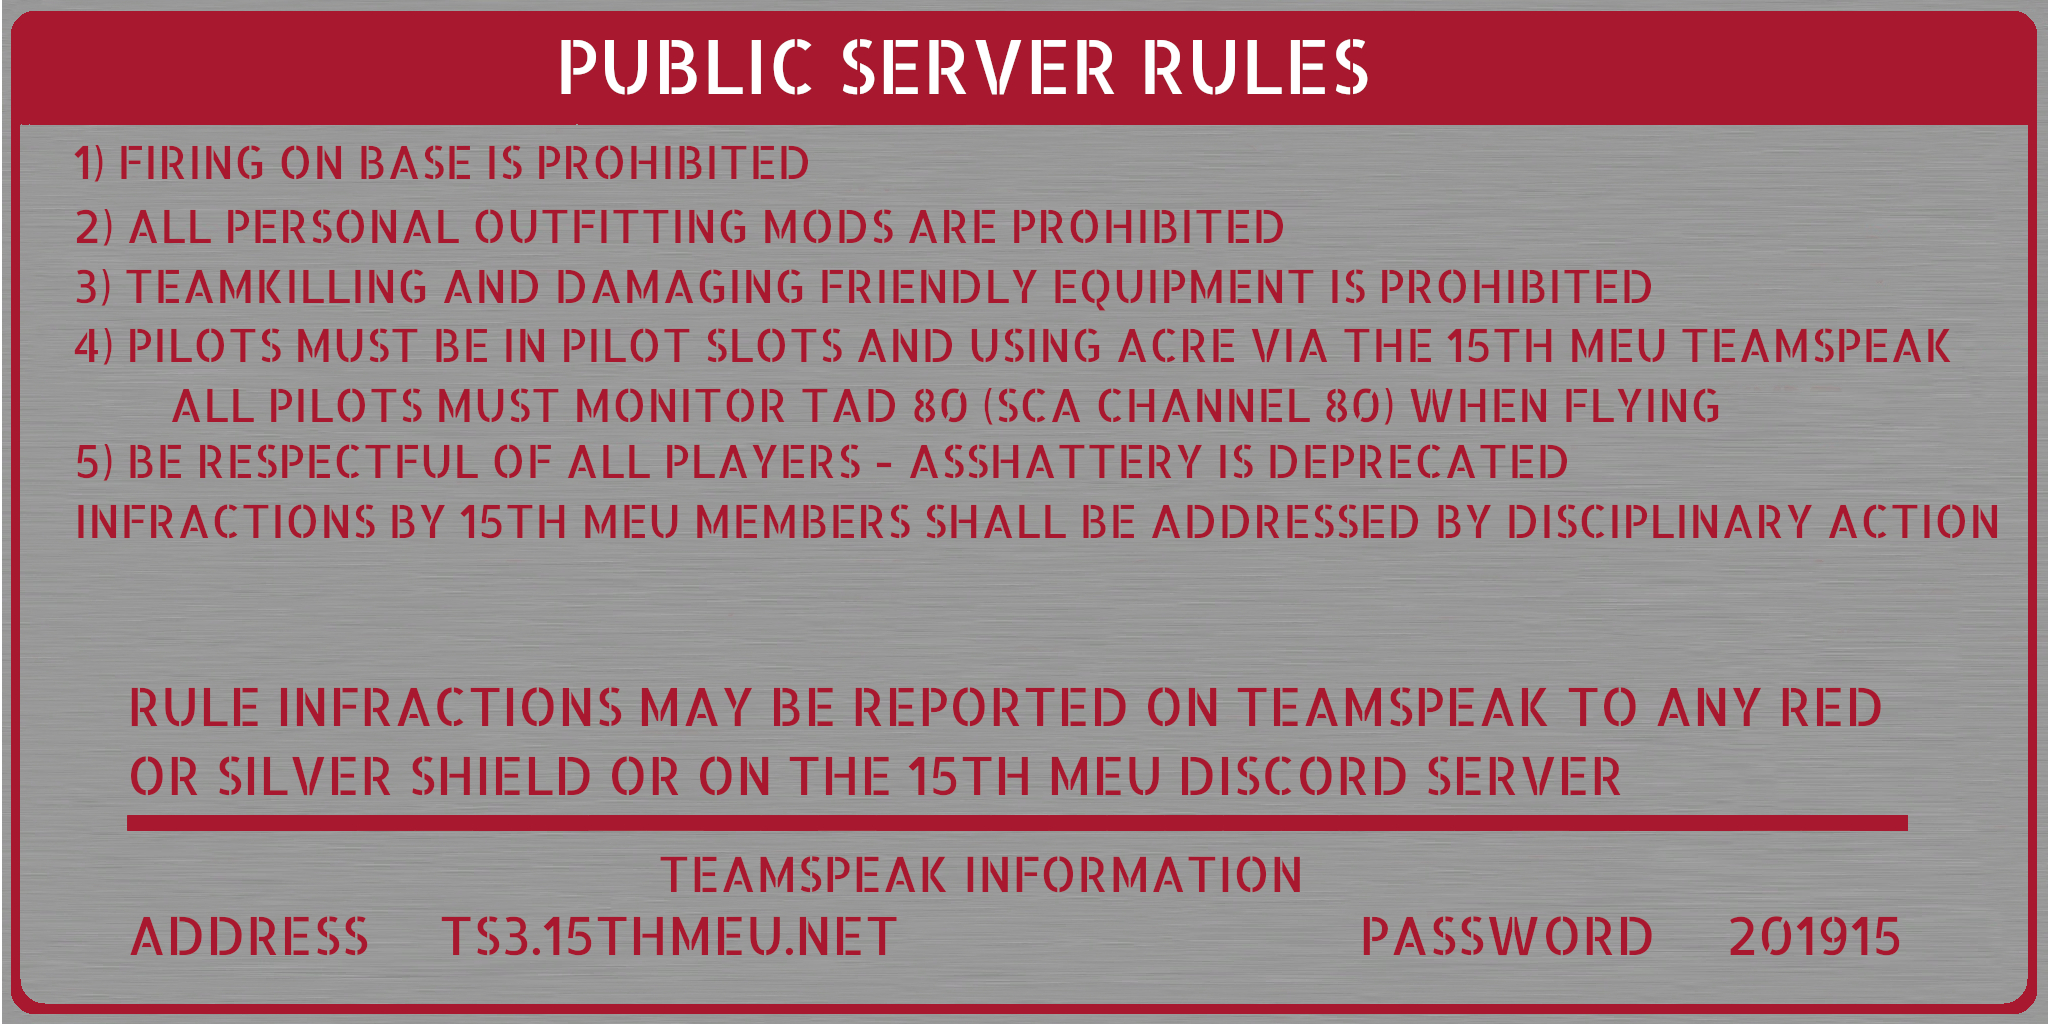 PUBLIC SERVER RULES
1) FIRING ON BASE IS PROHIBITED
2) ALL PERSONAL OUTFITTING MODS ARE PROHIBITED
3) TEAMKILLING AND DAMAGING FRIENDLY EQUIPMENT IS PROHIBITED
4) PILOTS MUST BE IN PILOT SLOTS AND USING ACRE VIA THE 15TH MEU TEAMSPEAK
ALL PILOTS MUST MONITOR TAD 80 (SCA CHANNEL 80) WHEN FLYING
5) BE RESPECTFUL OF ALL PLAYERS - ASSHATTERY IS DEPRECATED
INFRACTIONS BY 15TH MEU MEMBERS SHALL BE ADDRESSED BY DISCIPLINARY ACTION
RULE INFRACTIONS MAY BE REPORTED ON TEAMSPEAK TO ANY RED
OR SILVER SHIELD OR ON THE 15TH MEU DISCORD SERVER
TEAMSPEAK INFORMATION
ADDRESS TS3.15THMEU.NET PASSWORD 201915